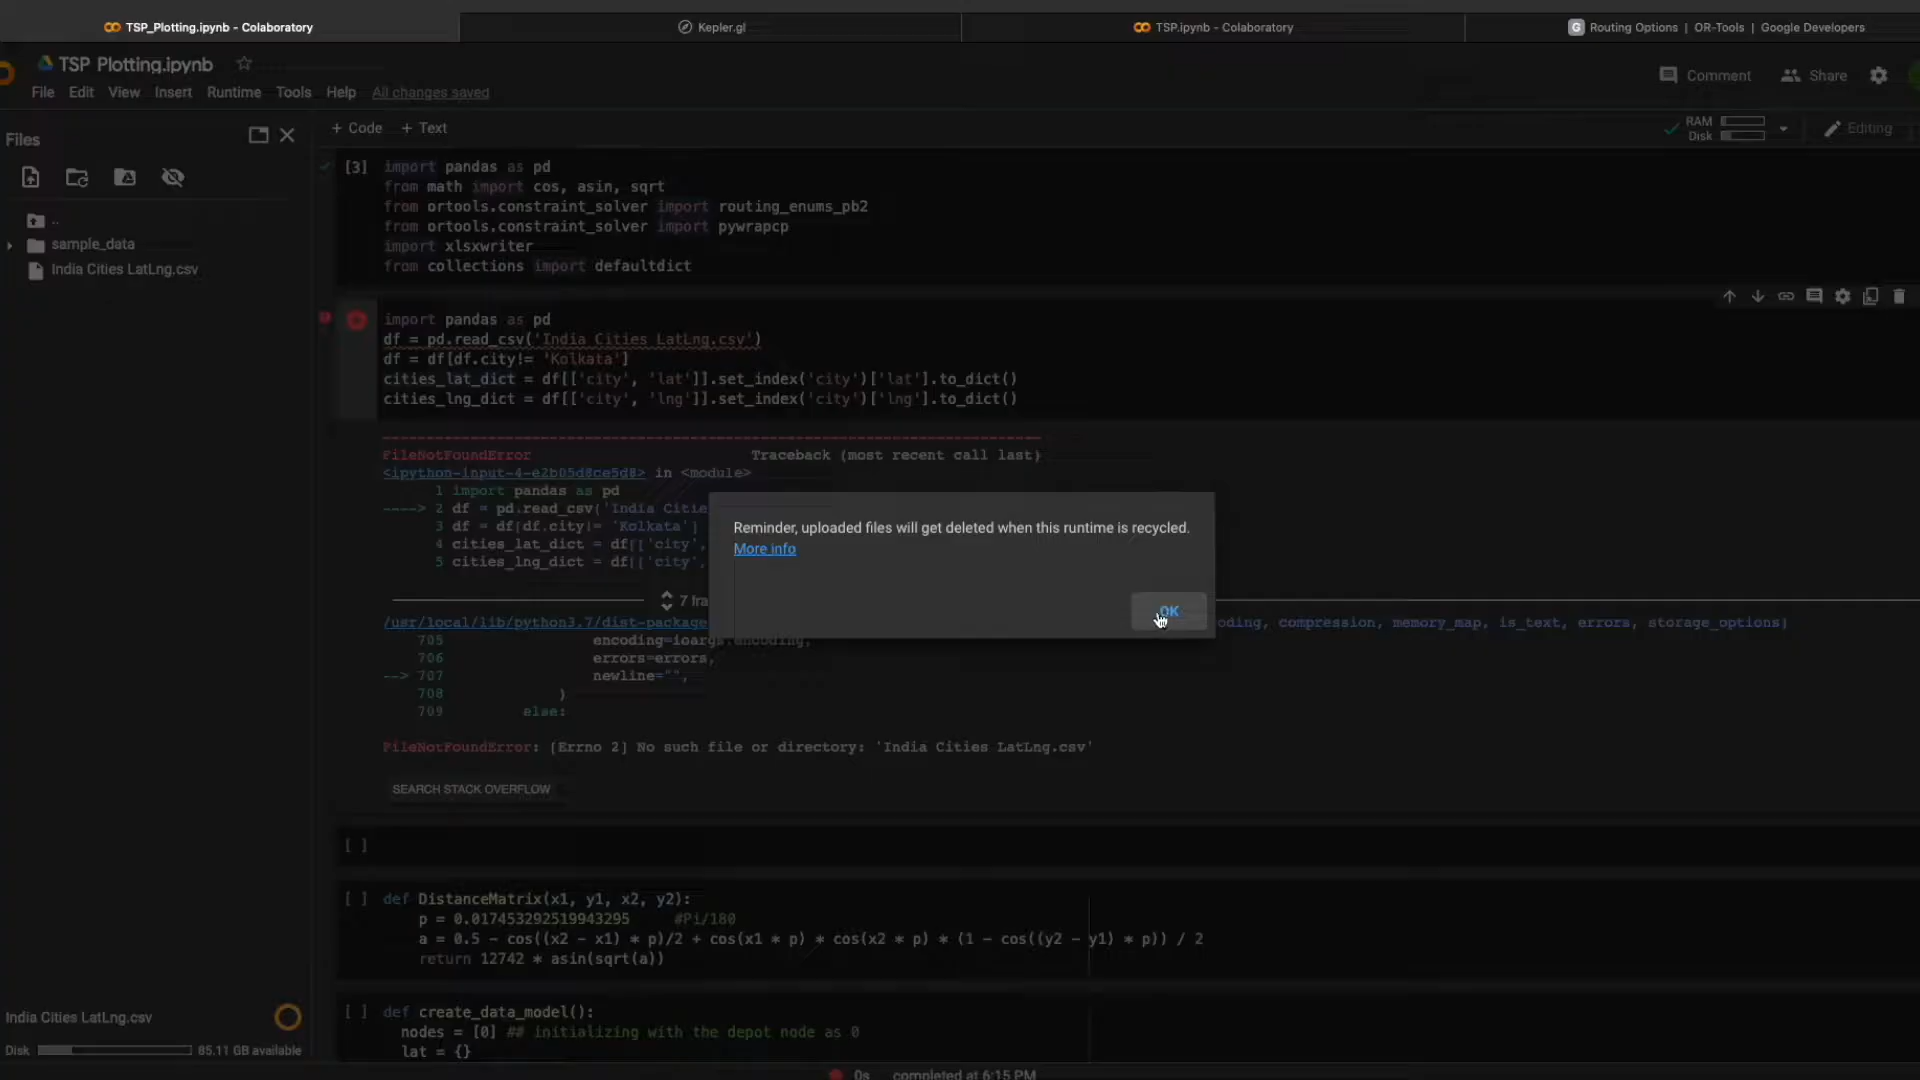 TSP_Plotting.ipynb - Colaboratory
Kepler.gl
TSP.ipynb - Colaboratory
G Routing Options | OR-Tools | Google Developers
TSP Plotting.ipynb
Comment
Share
File Edit View Insert Runtime Tools Help All changes saved
Files
+ Code + Text
RAM
Disk
Editing
..
sample_data
India Cities LatLng.csv
[3] import pandas as pd
from math import cos, asin, sqrt
from ortools.constraint_solver import routing_enums_pb2
from ortools.constraint_solver import pywrapcp
import xlsxwriter
from collections import defaultdict
import pandas as pd
df = pd.read_csv('India Cities LatLng.csv')
df = df[df.city!= 'Kolkata']
cities_lat_dict = df[['city', 'lat']].set_index('city')['lat'].to_dict()
cities_lng_dict = df[['city', 'lng']].set_index('city')['lng'].to_dict()
---------------------------------------------------------------------------
FileNotFoundError Traceback (most recent call last)
<ipython-input-4-e2b05d8ce5d8> in <module>
1 import pandas as pd
----> 2 df = pd.read_csv('India Citie
3 df = df[df.city!= 'Kolkata']
4 cities_lat_dict = df[['city',
5 cities_lng_dict = df[['city',
Reminder, uploaded files will get deleted when this runtime is recycled.
More info
OK
7 fra
/usr/local/lib/python3.7/dist-package oding, compression, memory_map, is_text, errors, storage_options)
705 encoding=ioargs.encoding,
706 errors=errors,
--> 707 newline="",
708 )
709 else:
FileNotFoundError: [Errno 2] No such file or directory: 'India Cities LatLng.csv'
SEARCH STACK OVERFLOW
[ ]
[ ] def DistanceMatrix(x1, y1, x2, y2):
p = 0.017453292519943295 #Pi/180
a = 0.5 - cos((x2 - x1) * p)/2 + cos(x1 * p) * cos(x2 * p) * (1 - cos((y2 - y1) * p)) / 2
return 12742 * asin(sqrt(a))
[ ] def create_data_model():
nodes = [0] ## initializing with the depot node as 0
lat = {}
India Cities LatLng.csv
Disk 85.11 GB available
0s completed at 6:15 PM